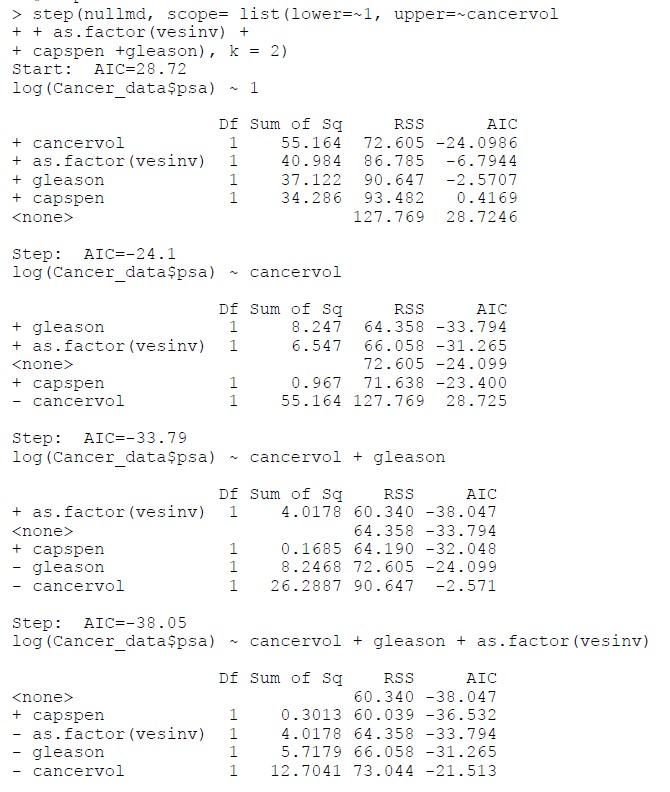 > step(nullmd, scope= list(lower=~1, upper=~cancervol
+ + as.factor(vesinv) +
+ capspen +gleason), k = 2)
Start:  AIC=28.72
log(Cancer_data$psa) ~ 1
Df Sum of Sq RSS AIC
+ cancervol 1 55.164 72.605 -24.0986
+ as.factor(vesinv) 1 40.984 86.785 -6.7944
+ gleason 1 37.122 90.647 -2.5707
+ capspen 1 34.286 93.482 0.4169
<none> 127.769 28.7246
Step:  AIC=-24.1
log(Cancer_data$psa) ~ cancervol
Df Sum of Sq RSS AIC
+ gleason 1 8.247 64.358 -33.794
+ as.factor(vesinv) 1 6.547 66.058 -31.265
<none> 72.605 -24.099
+ capspen 1 0.967 71.638 -23.400
- cancervol 1 55.164 127.769 28.725
Step:  AIC=-33.79
log(Cancer_data$psa) ~ cancervol + gleason
Df Sum of Sq RSS AIC
+ as.factor(vesinv) 1 4.0178 60.340 -38.047
<none> 64.358 -33.794
+ capspen 1 0.1685 64.190 -32.048
- gleason 1 8.2468 72.605 -24.099
- cancervol 1 26.2887 90.647 -2.571
Step:  AIC=-38.05
log(Cancer_data$psa) ~ cancervol + gleason + as.factor(vesinv)
Df Sum of Sq RSS AIC
<none> 60.340 -38.047
+ capspen 1 0.3013 60.039 -36.532
- as.factor(vesinv) 1 4.0178 64.358 -33.794
- gleason 1 5.7179 66.058 -31.265
- cancervol 1 12.7041 73.044 -21.513